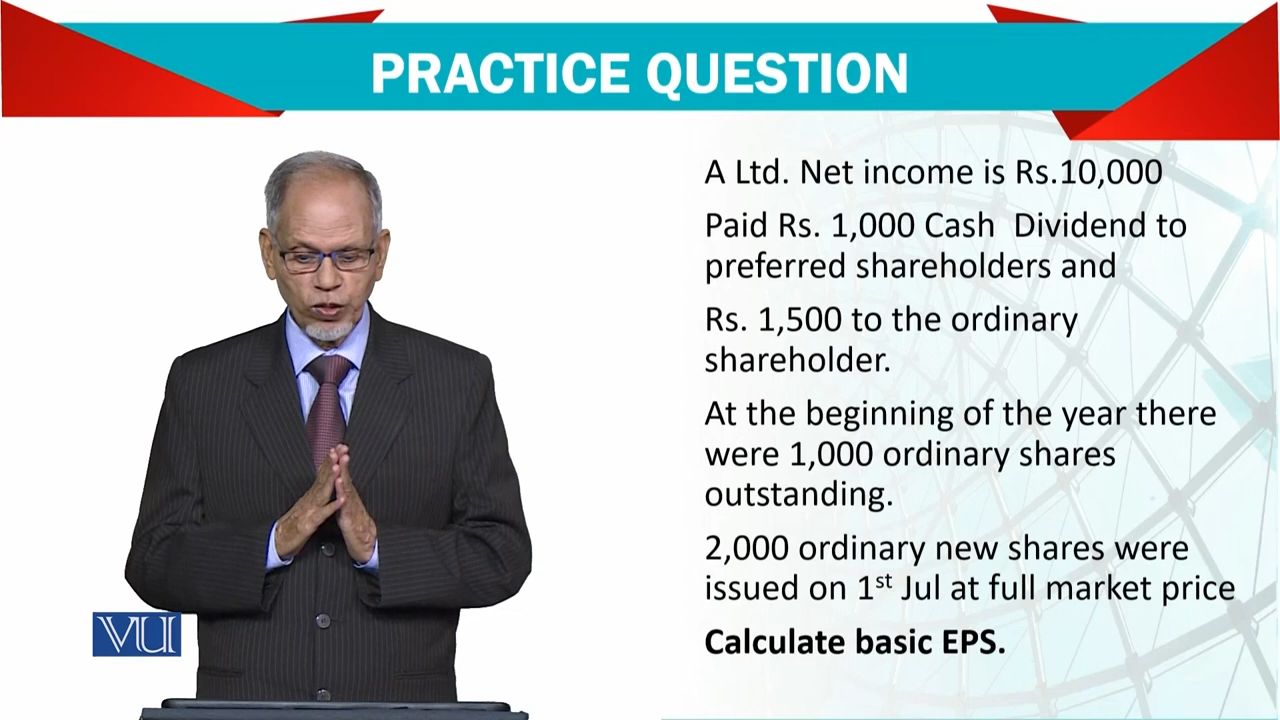 PRACTICE QUESTION
A Ltd. Net income is Rs.10,000
Paid Rs. 1,000 Cash Dividend to
preferred shareholders and
Rs. 1,500 to the ordinary
shareholder.
At the beginning of the year there
were 1,000 ordinary shares
outstanding.
2,000 ordinary new shares were
issued on 1st Jul at full market price
Calculate basic EPS.
VU